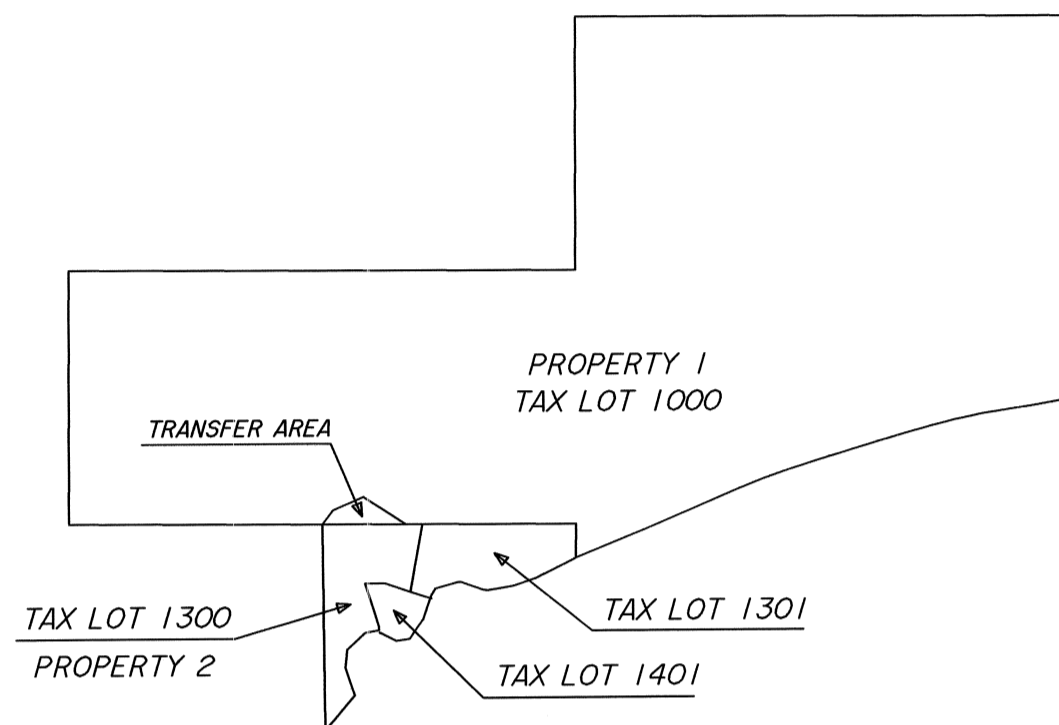 PROPERTY 1
TAX LOT 1000
TRANSFER AREA
TAX LOT 1300
PROPERTY 2
TAX LOT 1301
TAX LOT 1401